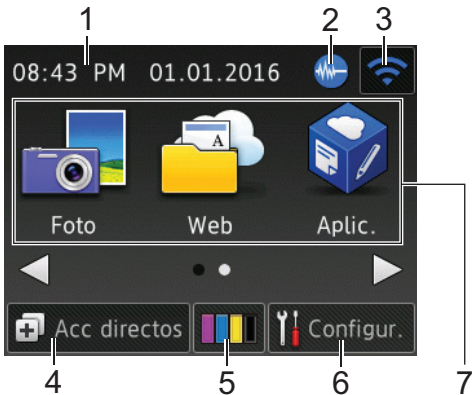 1 2 3
08:43 PM 01.01.2016
A
Foto Web Aplic.
Acc directos Configur.
4 5 6 7